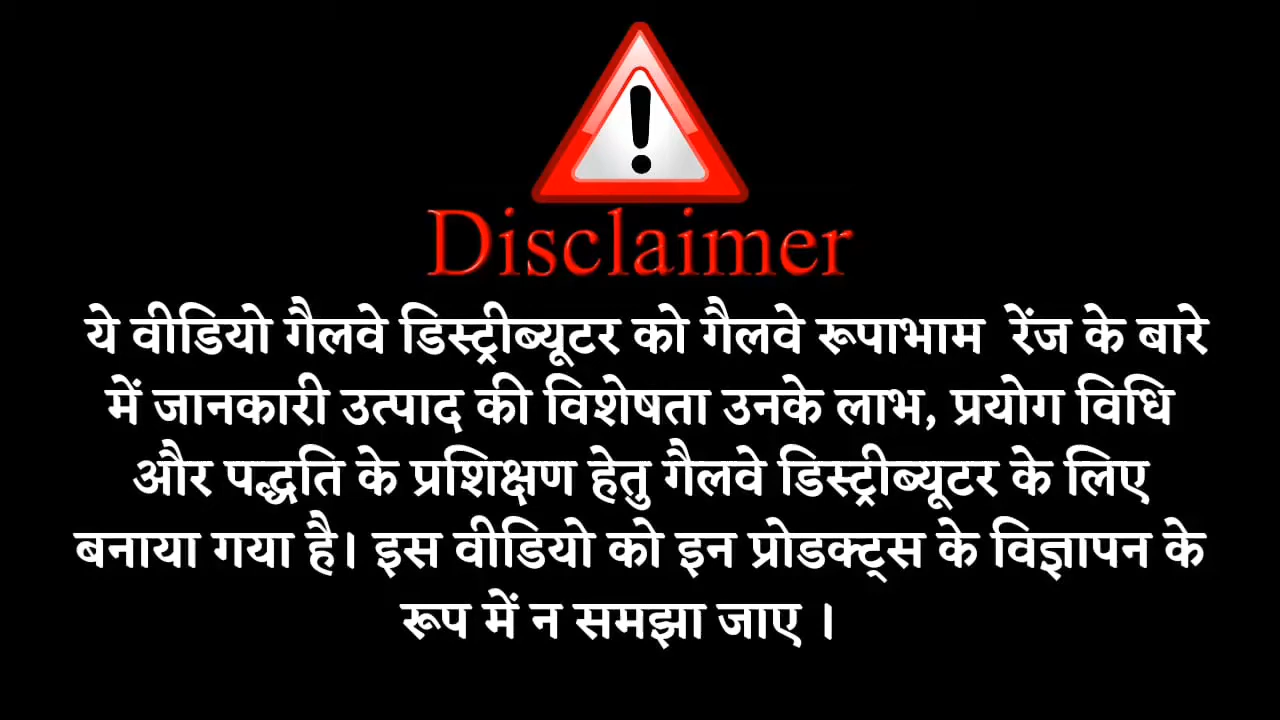 Disclaimer
ये वीडियो गैलवे डिस्ट्रीब्यूटर को गैलवे रूपाभाम रेंज के बारे
में जानकारी उत्पाद की विशेषता उनके लाभ, प्रयोग विधि
और पद्धति के प्रशिक्षण हेतु गैलवे डिस्ट्रीब्यूटर के लिए
बनाया गया है। इस वीडियो को इन प्रोडक्ट्स के विज्ञापन के
रूप में न समझा जाए ।